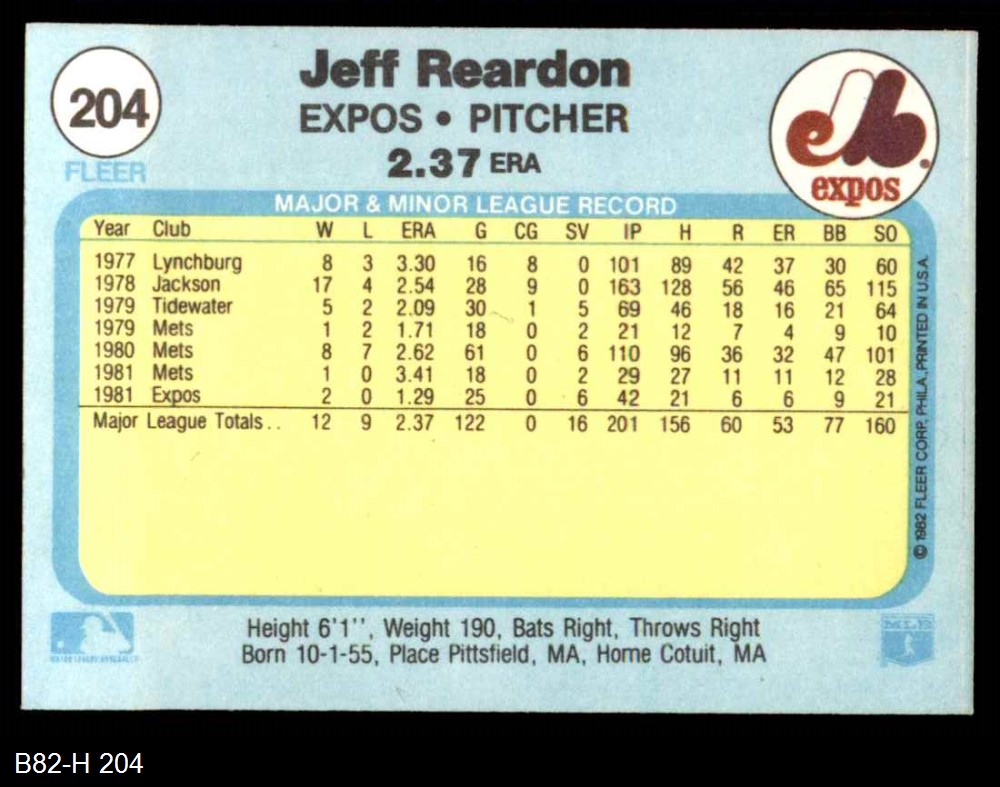 204
FLEER
Jeff Reardon
EXPOS • PITCHER
2.37 ERA
expos
MAJOR & MINOR LEAGUE RECORD
Year Club W L ERA G CG SV IP H R ER BB SO
1977 Lynchburg 8 3 3.30 16 8 0 101 89 42 37 30 60
1978 Jackson 17 4 2.54 28 9 0 163 128 56 46 65 115
1979 Tidewater 5 2 2.09 30 1 5 69 46 18 16 21 64
1979 Mets 1 2 1.71 18 0 2 21 12 7 4 9 10
1980 Mets 8 7 2.62 61 0 6 110 96 36 32 47 101
1981 Mets 1 0 3.41 18 0 2 29 27 11 11 12 28
1981 Expos 2 0 1.29 25 0 6 42 21 6 6 9 21
Major League Totals.. 12 9 2.37 122 0 16 201 156 60 53 77 160
© 1982 FLEER CORP., PHILA., PRINTED IN U.S.A.
MLB
Height 6'1'', Weight 190, Bats Right, Throws Right
Born 10-1-55, Place Pittsfield, MA, Home Cotuit, MA
B82-H 204